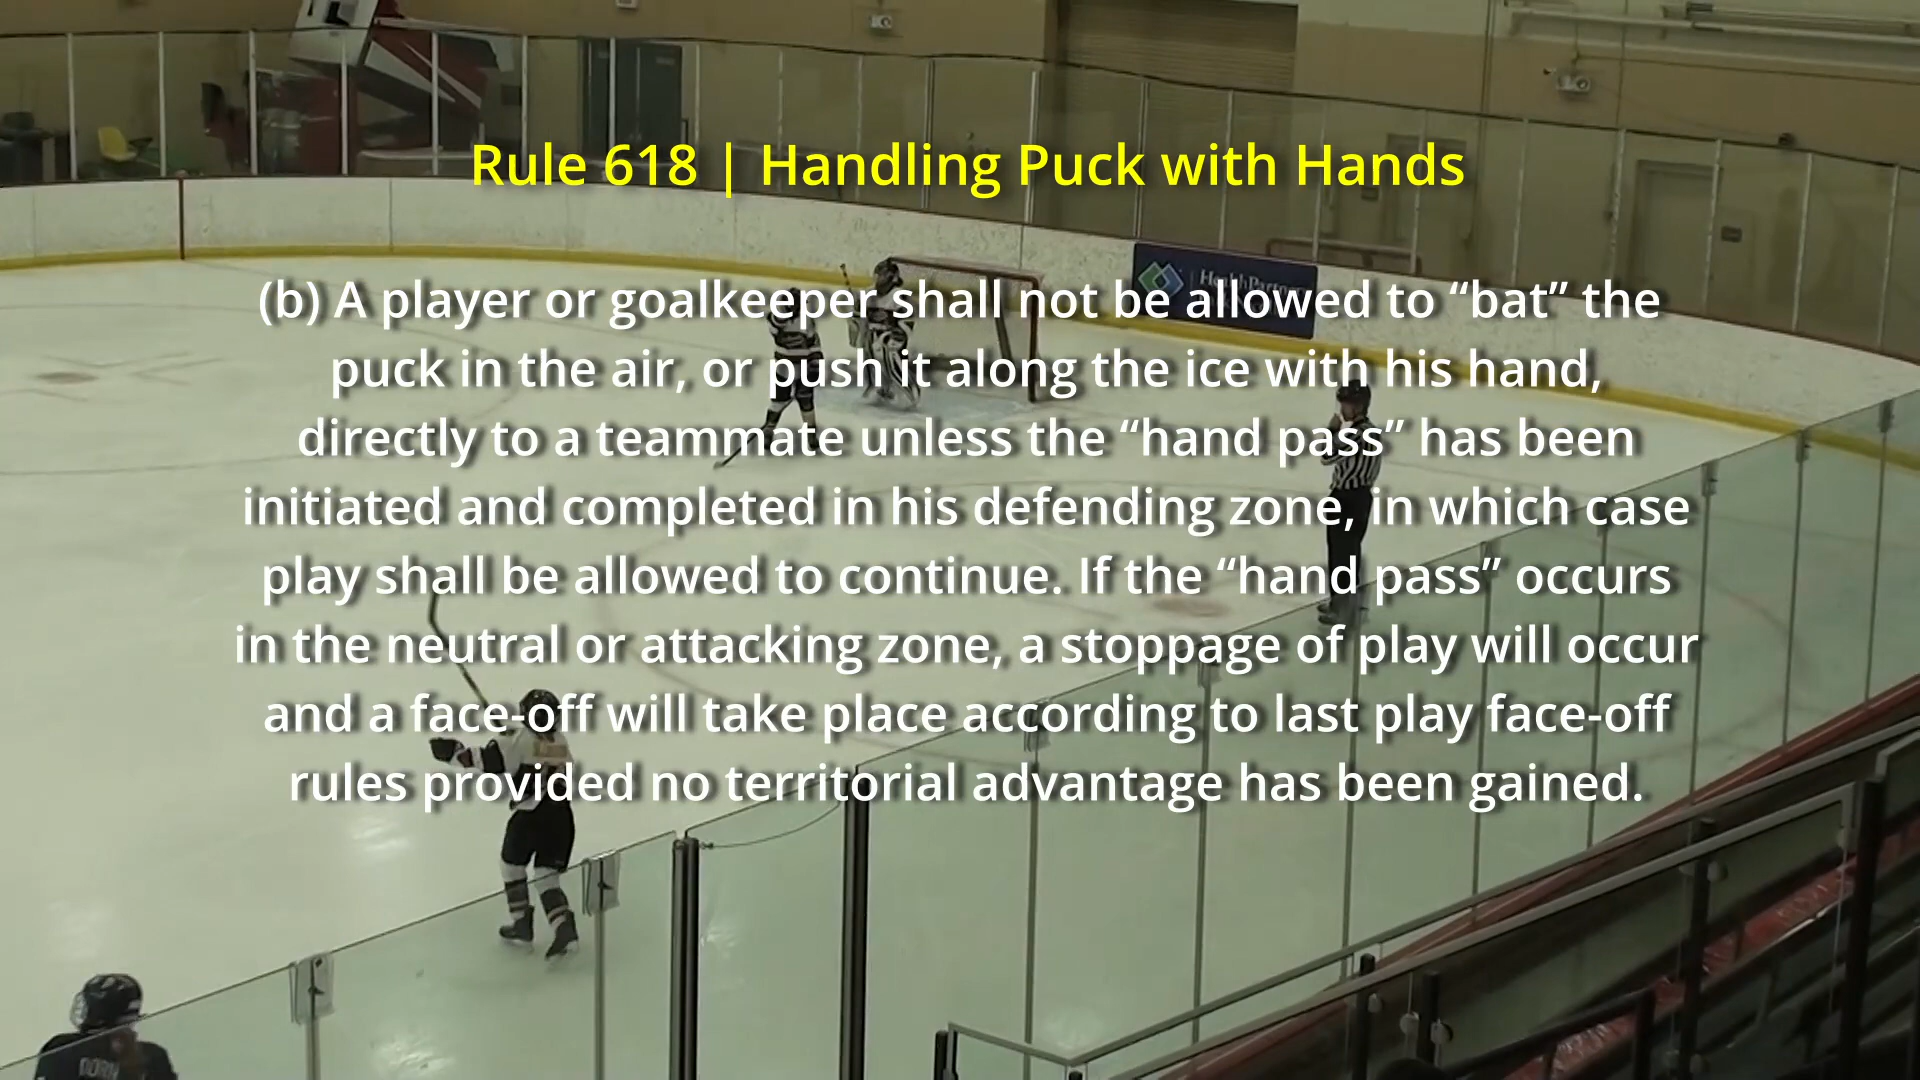 Rule 618 | Handling Puck with Hands
(b) A player or goalkeeper shall not be allowed to “bat” the
puck in the air, or push it along the ice with his hand,
directly to a teammate unless the “hand pass” has been
initiated and completed in his defending zone, in which case
play shall be allowed to continue. If the “hand pass” occurs
in the neutral or attacking zone, a stoppage of play will occur
and a face-off will take place according to last play face-off
rules provided no territorial advantage has been gained.